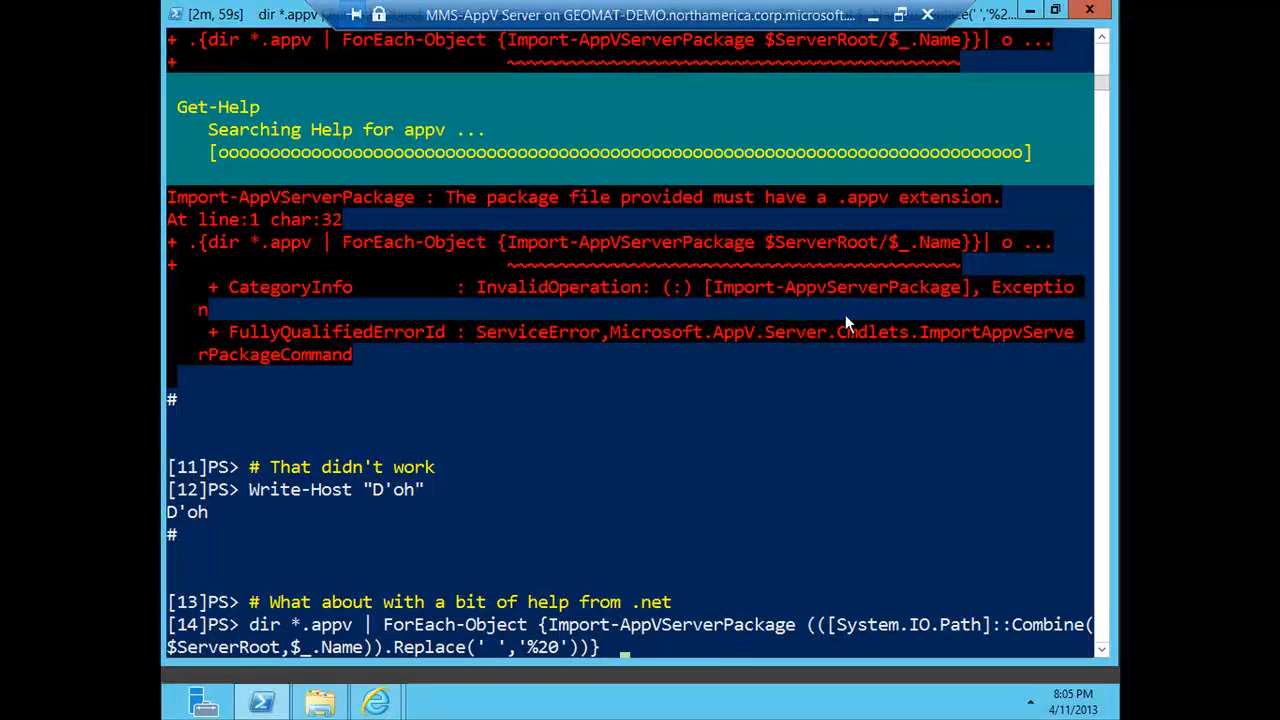 [2m, 59s] dir *.appv
MMS-AppV Server on GEOMAT-DEMO.northamerica.corp.microsoft....
+ .{dir *.appv | ForEach-Object {Import-AppVServerPackage $ServerRoot/$_.Name}}| o ...
+ ~~~~~~~~~~~~~~~~~~~~~~~~~~~~~~~~~~~~~~~~~~~~
Get-Help
Searching Help for appv ...
[oooooooooooooooooooooooooooooooooooooooooooooooooooooooooooooooooooooooooooooo]
Import-AppVServerPackage : The package file provided must have a .appv extension.
At line:1 char:32
+ .{dir *.appv | ForEach-Object {Import-AppVServerPackage $ServerRoot/$_.Name}}| o ...
+ ~~~~~~~~~~~~~~~~~~~~~~~~~~~~~~~~~~~~~~~~~~~~
+ CategoryInfo : InvalidOperation: (:) [Import-AppvServerPackage], Exceptio
n
+ FullyQualifiedErrorId : ServiceError,Microsoft.AppV.Server.Cmdlets.ImportAppvServe
rPackageCommand
#
[11]PS> # That didn't work
[12]PS> Write-Host "D'oh"
D'oh
#
[13]PS> # What about with a bit of help from .net
[14]PS> dir *.appv | ForEach-Object {Import-AppVServerPackage (([System.IO.Path]::Combine(
$ServerRoot,$_.Name)).Replace(' ','%20'))}
8:05 PM
4/11/2013